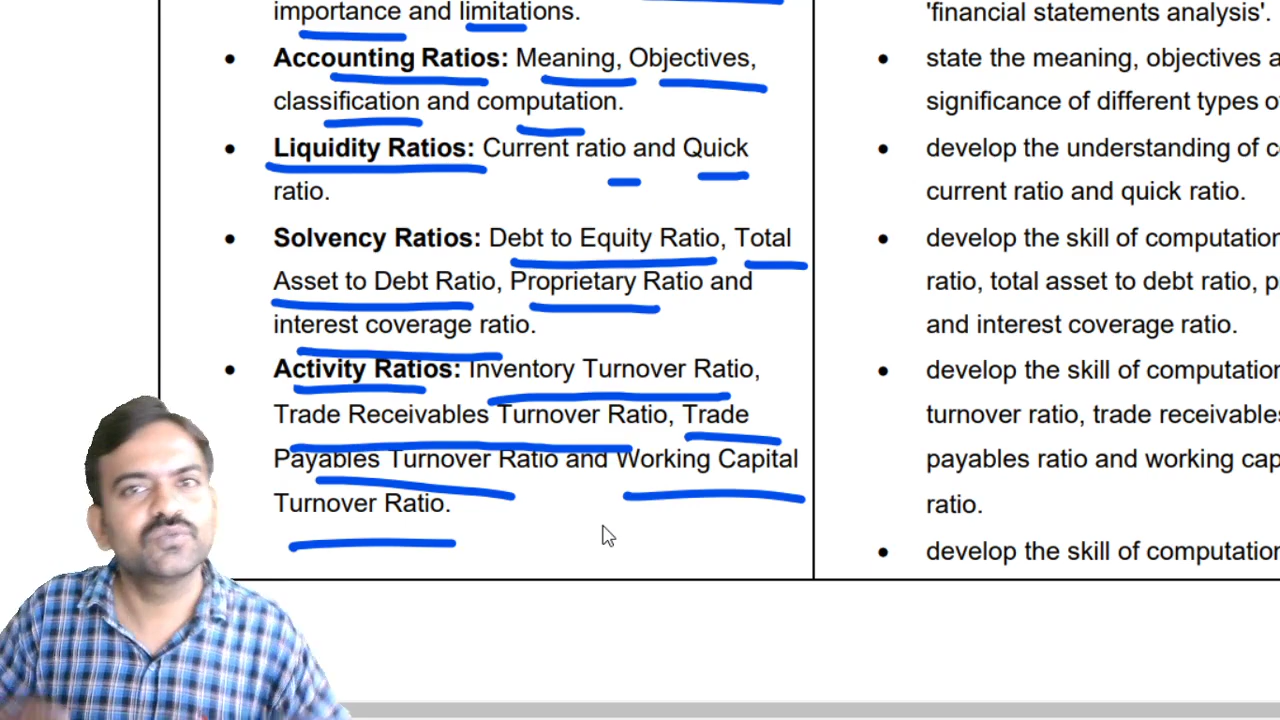 importance and limitations.
• Accounting Ratios: Meaning, Objectives,
classification and computation.
• Liquidity Ratios: Current ratio and Quick
ratio.
• Solvency Ratios: Debt to Equity Ratio, Total
Asset to Debt Ratio, Proprietary Ratio and
interest coverage ratio.
• Activity Ratios: Inventory Turnover Ratio,
Trade Receivables Turnover Ratio, Trade
Payables Turnover Ratio and Working Capital
Turnover Ratio.
'financial statements analysis'.
• state the meaning, objectives
significance of different types
• develop the understanding of
current ratio and quick ratio.
• develop the skill of computation
ratio, total asset to debt ratio,
and interest coverage ratio.
• develop the skill of computation
turnover ratio, trade receivables
payables ratio and working
ratio.
• develop the skill of computation